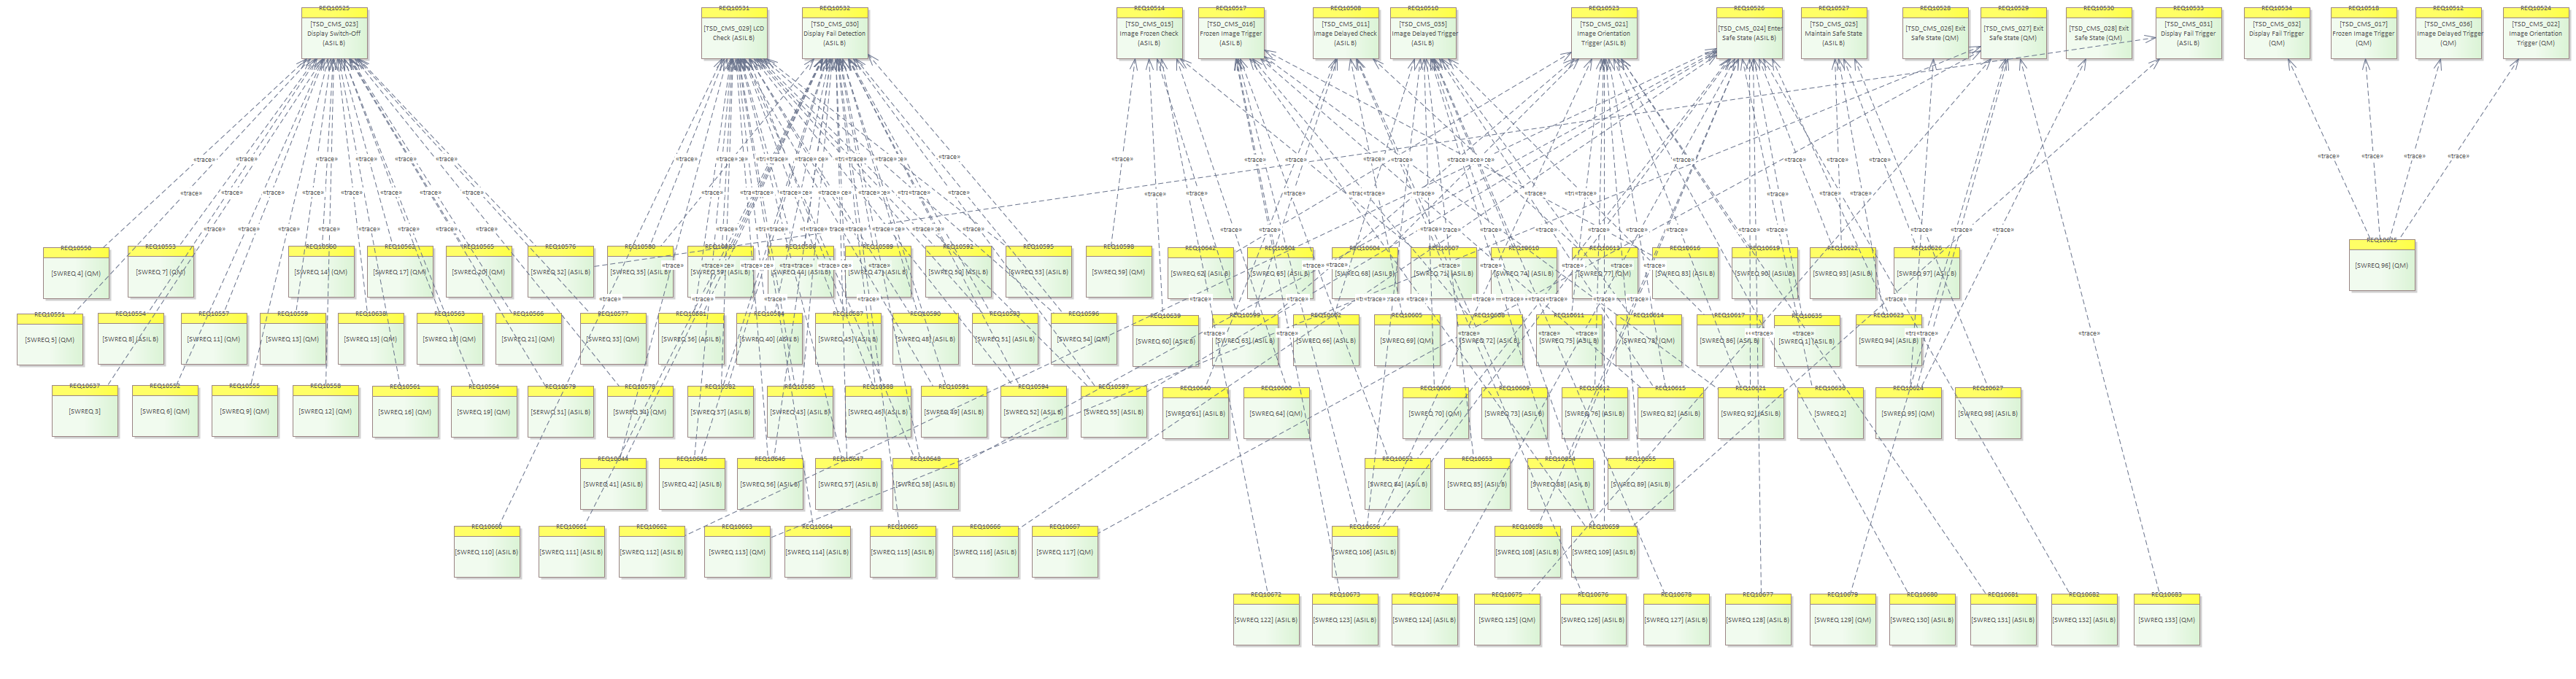 REQ10525
[TSD_CMS_023]
Display Switch-Off
(ASIL B)
REQ10531
[TSD_CMS_029] LCD
Check (ASIL B)
REQ10532
[TSD_CMS_030]
Display Fail Detection
(ASIL B)
REQ10514
[TSD_CMS_015]
Image Frozen Check
(ASIL B)
REQ10517
[TSD_CMS_016]
Frozen Image Trigger
(ASIL B)
REQ10508
[TSD_CMS_011]
Image Delayed Check
(ASIL B)
REQ10510
[TSD_CMS_035]
Image Delayed Trigger
(ASIL B)
REQ10523
[TSD_CMS_021]
Image Orientation
Trigger (ASIL B)
REQ10526
[TSD_CMS_024] Enter
Safe State (ASIL B)
REQ10527
[TSD_CMS_025]
Maintain Safe State
(ASIL B)
REQ10528
[TSD_CMS_026] Exit
Safe State (QM)
REQ10529
[TSD_CMS_027] Exit
Safe State (QM)
REQ10530
[TSD_CMS_028] Exit
Safe State (QM)
REQ10533
[TSD_CMS_031]
Display Fail Trigger
(ASIL B)
REQ10534
[TSD_CMS_032]
Display Fail Trigger
(QM)
REQ10518
[TSD_CMS_017]
Frozen Image Trigger
(QM)
REQ10512
[TSD_CMS_036]
Image Delayed Trigger
(QM)
REQ10524
[TSD_CMS_022]
Image Orientation
Trigger (QM)
«trace»
«trace»
«trace»
«trace»
REQ10550
[SWREQ 4] (QM)
REQ10553
[SWREQ 7] (QM)
REQ10560
[SWREQ 14] (QM)
REQ10562
[SWREQ 17] (QM)
REQ10565
[SWREQ 20] (QM)
REQ10576
[SWREQ 32] (ASIL B)
REQ10580
[SWREQ 35] (ASIL B)
[SWREQ 39] (ASIL B)
[SWREQ 44] (ASIL B)
REQ10589
[SWREQ 47] (ASIL B)
REQ10592
[SWREQ 50] (ASIL B)
REQ10595
[SWREQ 53] (ASIL B)
REQ10598
[SWREQ 59] (QM)
REQ10642
[SWREQ 62] (ASIL B)
REQ10601
[SWREQ 65] (ASIL B)
REQ10604
[SWREQ 68] (ASIL B)
REQ10607
[SWREQ 71] (ASIL B)
REQ10610
[SWREQ 74] (ASIL B)
REQ10613
[SWREQ 77] (QM)
REQ10616
[SWREQ 83] (ASIL B)
REQ10619
[SWREQ 90] (ASIL B)
REQ10622
[SWREQ 93] (ASIL B)
REQ10626
[SWREQ 97] (ASIL B)
REQ10625
[SWREQ 96] (QM)
REQ10551
[SWREQ 5] (QM)
REQ10554
[SWREQ 8] (ASIL B)
REQ10557
[SWREQ 11] (QM)
REQ10559
[SWREQ 13] (QM)
REQ10638
[SWREQ 15] (QM)
REQ10563
[SWREQ 18] (QM)
REQ10566
[SWREQ 21] (QM)
REQ10577
[SWREQ 33] (ASIL B)
REQ10581
[SWREQ 36] (ASIL B)
REQ10584
[SWREQ 40] (ASIL B)
REQ10587
[SWREQ 45] (ASIL B)
REQ10590
[SWREQ 48] (ASIL B)
REQ10593
[SWREQ 51] (ASIL B)
REQ10596
[SWREQ 54] (QM)
REQ10639
[SWREQ 60] (ASIL B)
REQ10599
[SWREQ 63] (ASIL B)
REQ10602
[SWREQ 66] (ASIL B)
REQ10605
[SWREQ 69] (QM)
REQ10608
[SWREQ 72] (ASIL B)
REQ10611
[SWREQ 75] (ASIL B)
REQ10614
[SWREQ 78] (QM)
REQ10617
[SWREQ 86] (ASIL B)
REQ10635
[SWREQ 1] (ASIL B)
REQ10623
[SWREQ 94] (ASIL B)
REQ10637
[SWREQ 3]
REQ10552
[SWREQ 6] (QM)
REQ10555
[SWREQ 9] (QM)
REQ10558
[SWREQ 12] (QM)
REQ10561
[SWREQ 16] (QM)
REQ10564
[SWREQ 19] (QM)
REQ10679
[SERWQ 31] (ASIL B)
REQ10578
[SWREQ 34] (QM)
REQ10582
[SWREQ 37] (ASIL B)
REQ10585
[SWREQ 43] (ASIL B)
REQ10588
[SWREQ 46] (ASIL B)
REQ10591
[SWREQ 49] (ASIL B)
REQ10594
[SWREQ 52] (ASIL B)
REQ10597
[SWREQ 55] (ASIL B)
REQ10640
[SWREQ 61] (ASIL B)
REQ10600
[SWREQ 64] (QM)
REQ10606
[SWREQ 70] (QM)
REQ10609
[SWREQ 73] (ASIL B)
REQ10612
[SWREQ 76] (ASIL B)
REQ10615
[SWREQ 82] (ASIL B)
REQ10621
[SWREQ 92] (ASIL B)
REQ10636
[SWREQ 2]
REQ10624
[SWREQ 95] (QM)
REQ10627
[SWREQ 98] (ASIL B)
REQ10644
[SWREQ 41] (ASIL B)
REQ10645
[SWREQ 42] (ASIL B)
REQ10646
[SWREQ 56] (ASIL B)
REQ10647
[SWREQ 57] (ASIL B)
REQ10648
[SWREQ 58] (ASIL B)
REQ10652
[SWREQ 84] (ASIL B)
REQ10653
[SWREQ 85] (ASIL B)
REQ10654
[SWREQ 88] (ASIL B)
REQ10655
[SWREQ 89] (ASIL B)
REQ10660
[SWREQ 110] (ASIL B)
REQ10661
[SWREQ 111] (ASIL B)
REQ10662
[SWREQ 112] (ASIL B)
REQ10663
[SWREQ 113] (QM)
REQ10664
[SWREQ 114] (ASIL B)
REQ10665
[SWREQ 115] (ASIL B)
REQ10666
[SWREQ 116] (ASIL B)
REQ10667
[SWREQ 117] (QM)
REQ10656
[SWREQ 106] (ASIL B)
REQ10658
[SWREQ 108] (ASIL B)
REQ10659
[SWREQ 109] (ASIL B)
REQ10672
[SWREQ 122] (ASIL B)
REQ10673
[SWREQ 123] (ASIL B)
REQ10674
[SWREQ 124] (ASIL B)
REQ10675
[SWREQ 125] (QM)
REQ10676
[SWREQ 126] (ASIL B)
REQ10678
[SWREQ 127] (ASIL B)
REQ10677
[SWREQ 128] (ASIL B)
REQ10679
[SWREQ 129] (QM)
REQ10680
[SWREQ 130] (ASIL B)
REQ10681
[SWREQ 131] (ASIL B)
REQ10682
[SWREQ 132] (ASIL B)
REQ10683
[SWREQ 133] (QM)